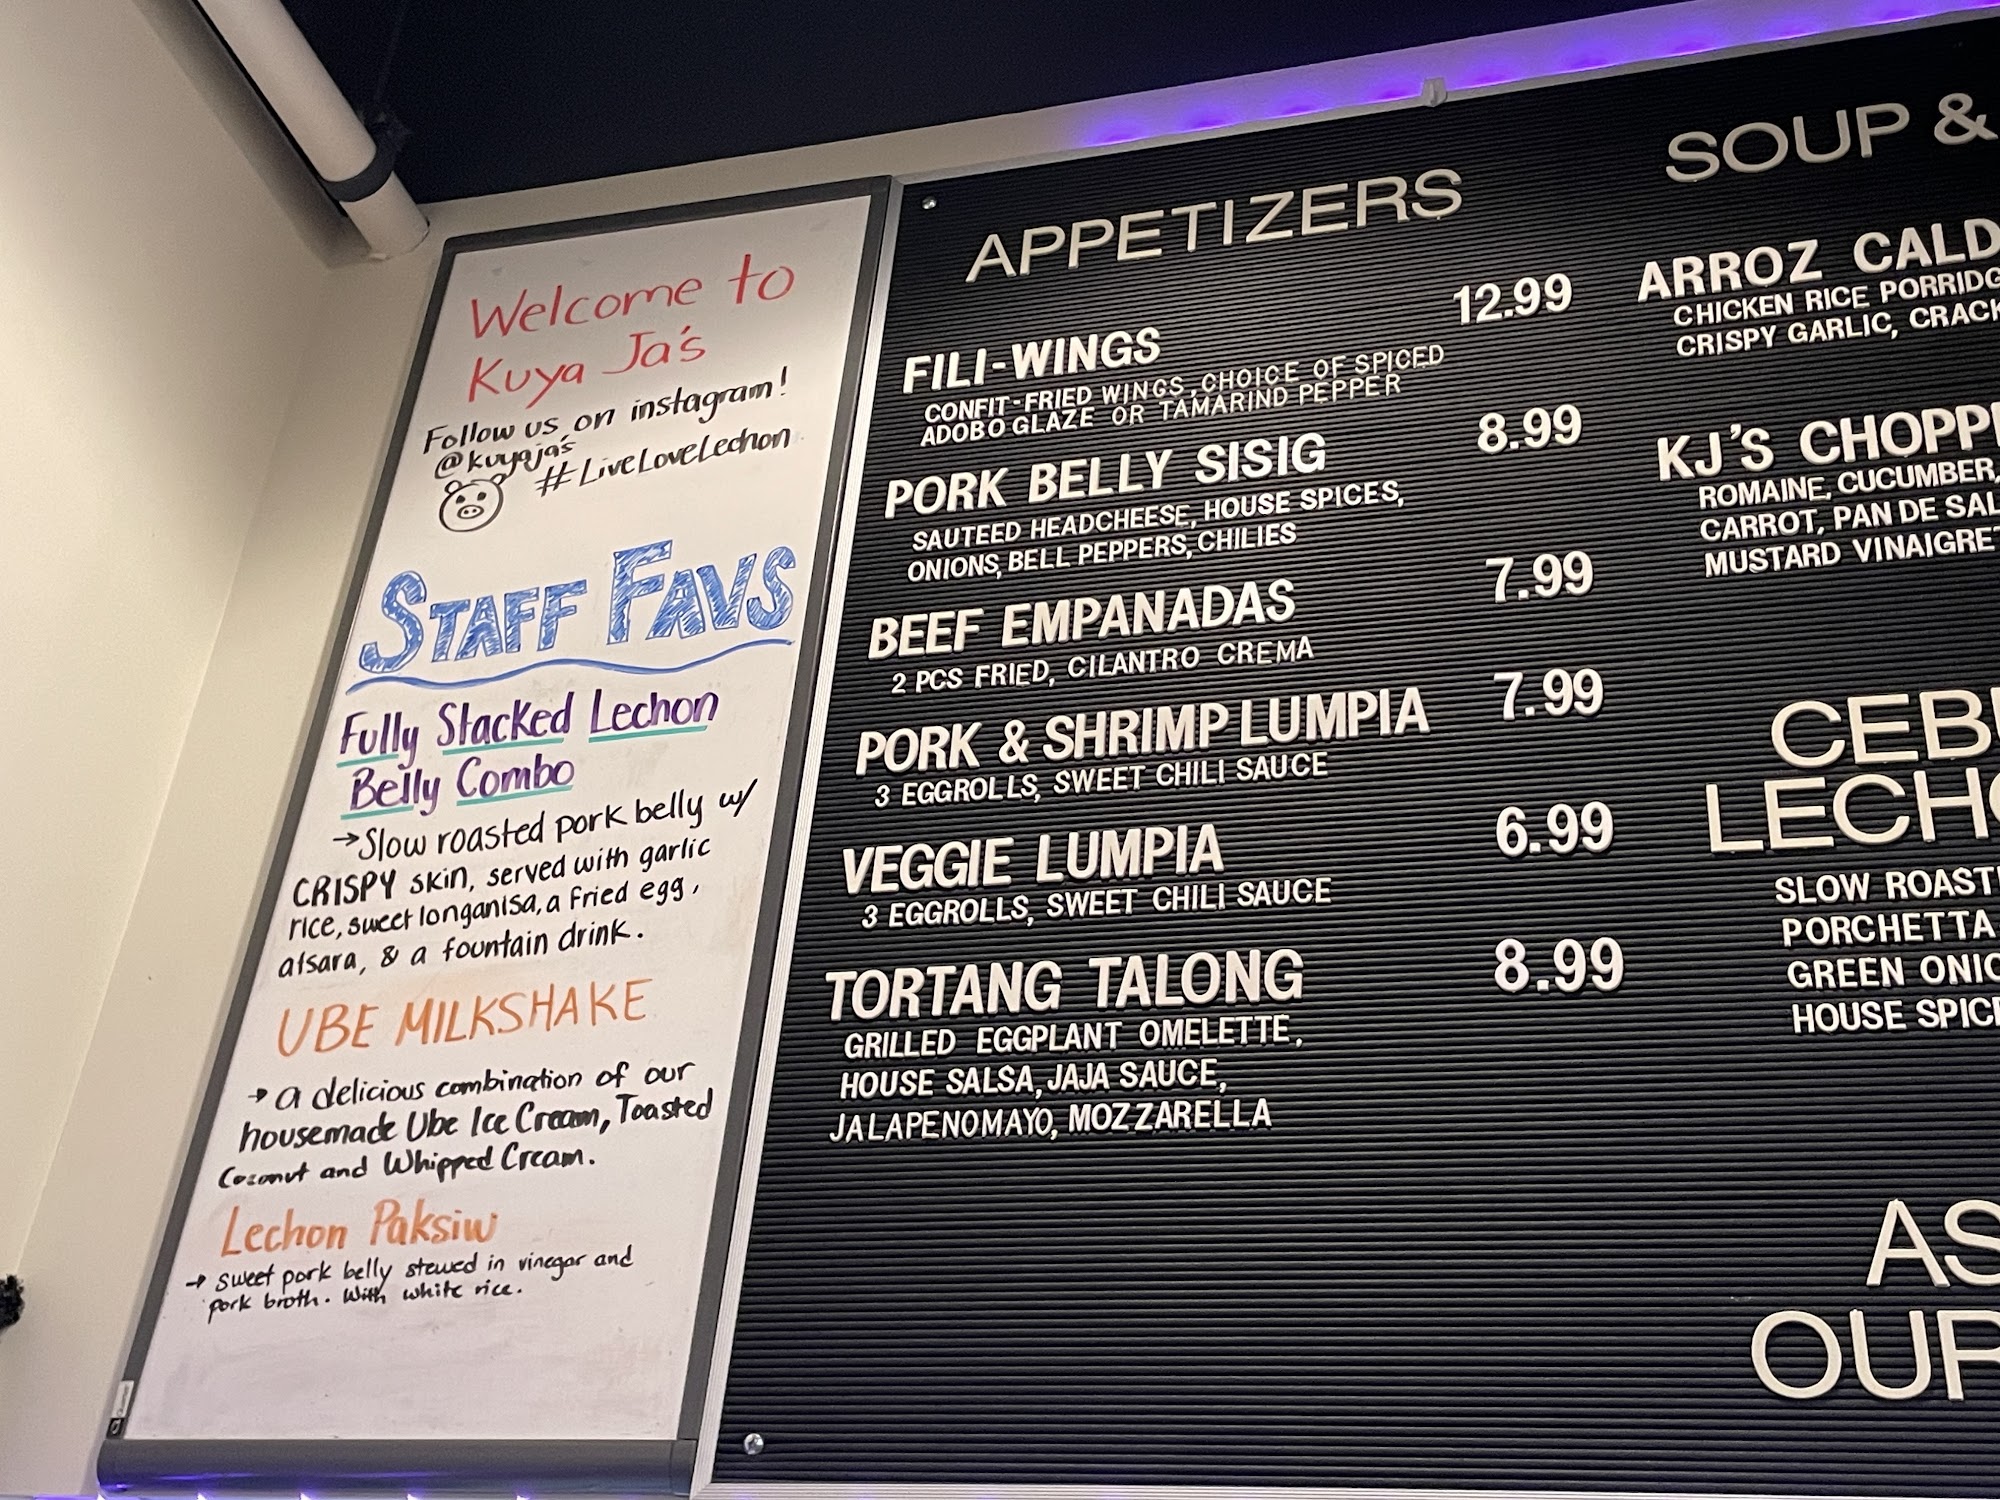 Welcome to
Kuya Ja's
Follow us on instagram!
@kuyaja's
#LiveLoveLechon
STAFF FAVS
Fully Stacked Lechon
Belly Combo
→ Slow roasted pork belly w/
CRISPY skin, served with garlic
rice, sweet longanisa, a fried egg,
atsara, & a fountain drink.
UBE MILKSHAKE
→ a delicious combination of our
housemade Ube Ice Cream, Toasted
Coconut and Whipped Cream.
Lechon Paksiw
→ sweet pork belly stewed in vinegar and
pork broth. With white rice.
APPETIZERS
FILI-WINGS 12.99
CONFIT-FRIED WINGS, CHOICE OF SPICED
ADOBO GLAZE OR TAMARIND PEPPER
PORK BELLY SISIG 8.99
SAUTEED HEADCHEESE, HOUSE SPICES,
ONIONS, BELL PEPPERS, CHILIES
BEEF EMPANADAS 7.99
2 PCS FRIED, CILANTRO CREMA
PORK & SHRIMP LUMPIA 7.99
3 EGGROLLS, SWEET CHILI SAUCE
VEGGIE LUMPIA 6.99
3 EGGROLLS, SWEET CHILI SAUCE
TORTANG TALONG 8.99
GRILLED EGGPLANT OMELETTE,
HOUSE SALSA, JAJA SAUCE,
JALAPENO MAYO, MOZZARELLA
SOUP &
ARROZ CALD
CHICKEN RICE PORRIDG
CRISPY GARLIC, CRACK
KJ'S CHOPP
ROMAINE, CUCUMBER,
CARROT, PAN DE SAL
MUSTARD VINAIGRE
CEB
LECH
SLOW ROAST
PORCHETTA
GREEN ONIO
HOUSE SPIC
AS
OUR